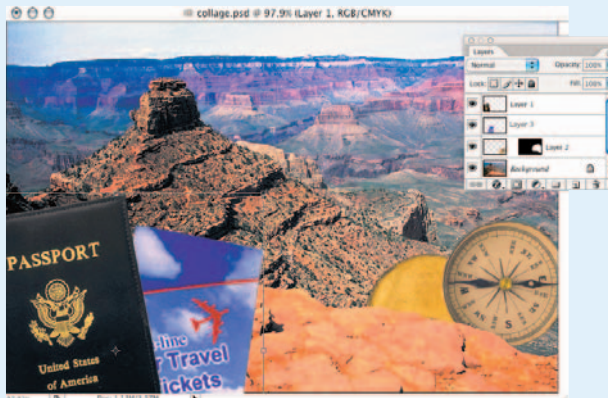 collage.psd @ 97.9% (Layer 1, RGB/CMYK)
Layers
Normal
Opacity: 100%
Lock:
Fill: 100%
Layer 1
Layer 3
Layer 2
Background
PASSPORT
United States
of America
-line
r Travel
ickets
N
E
S
W